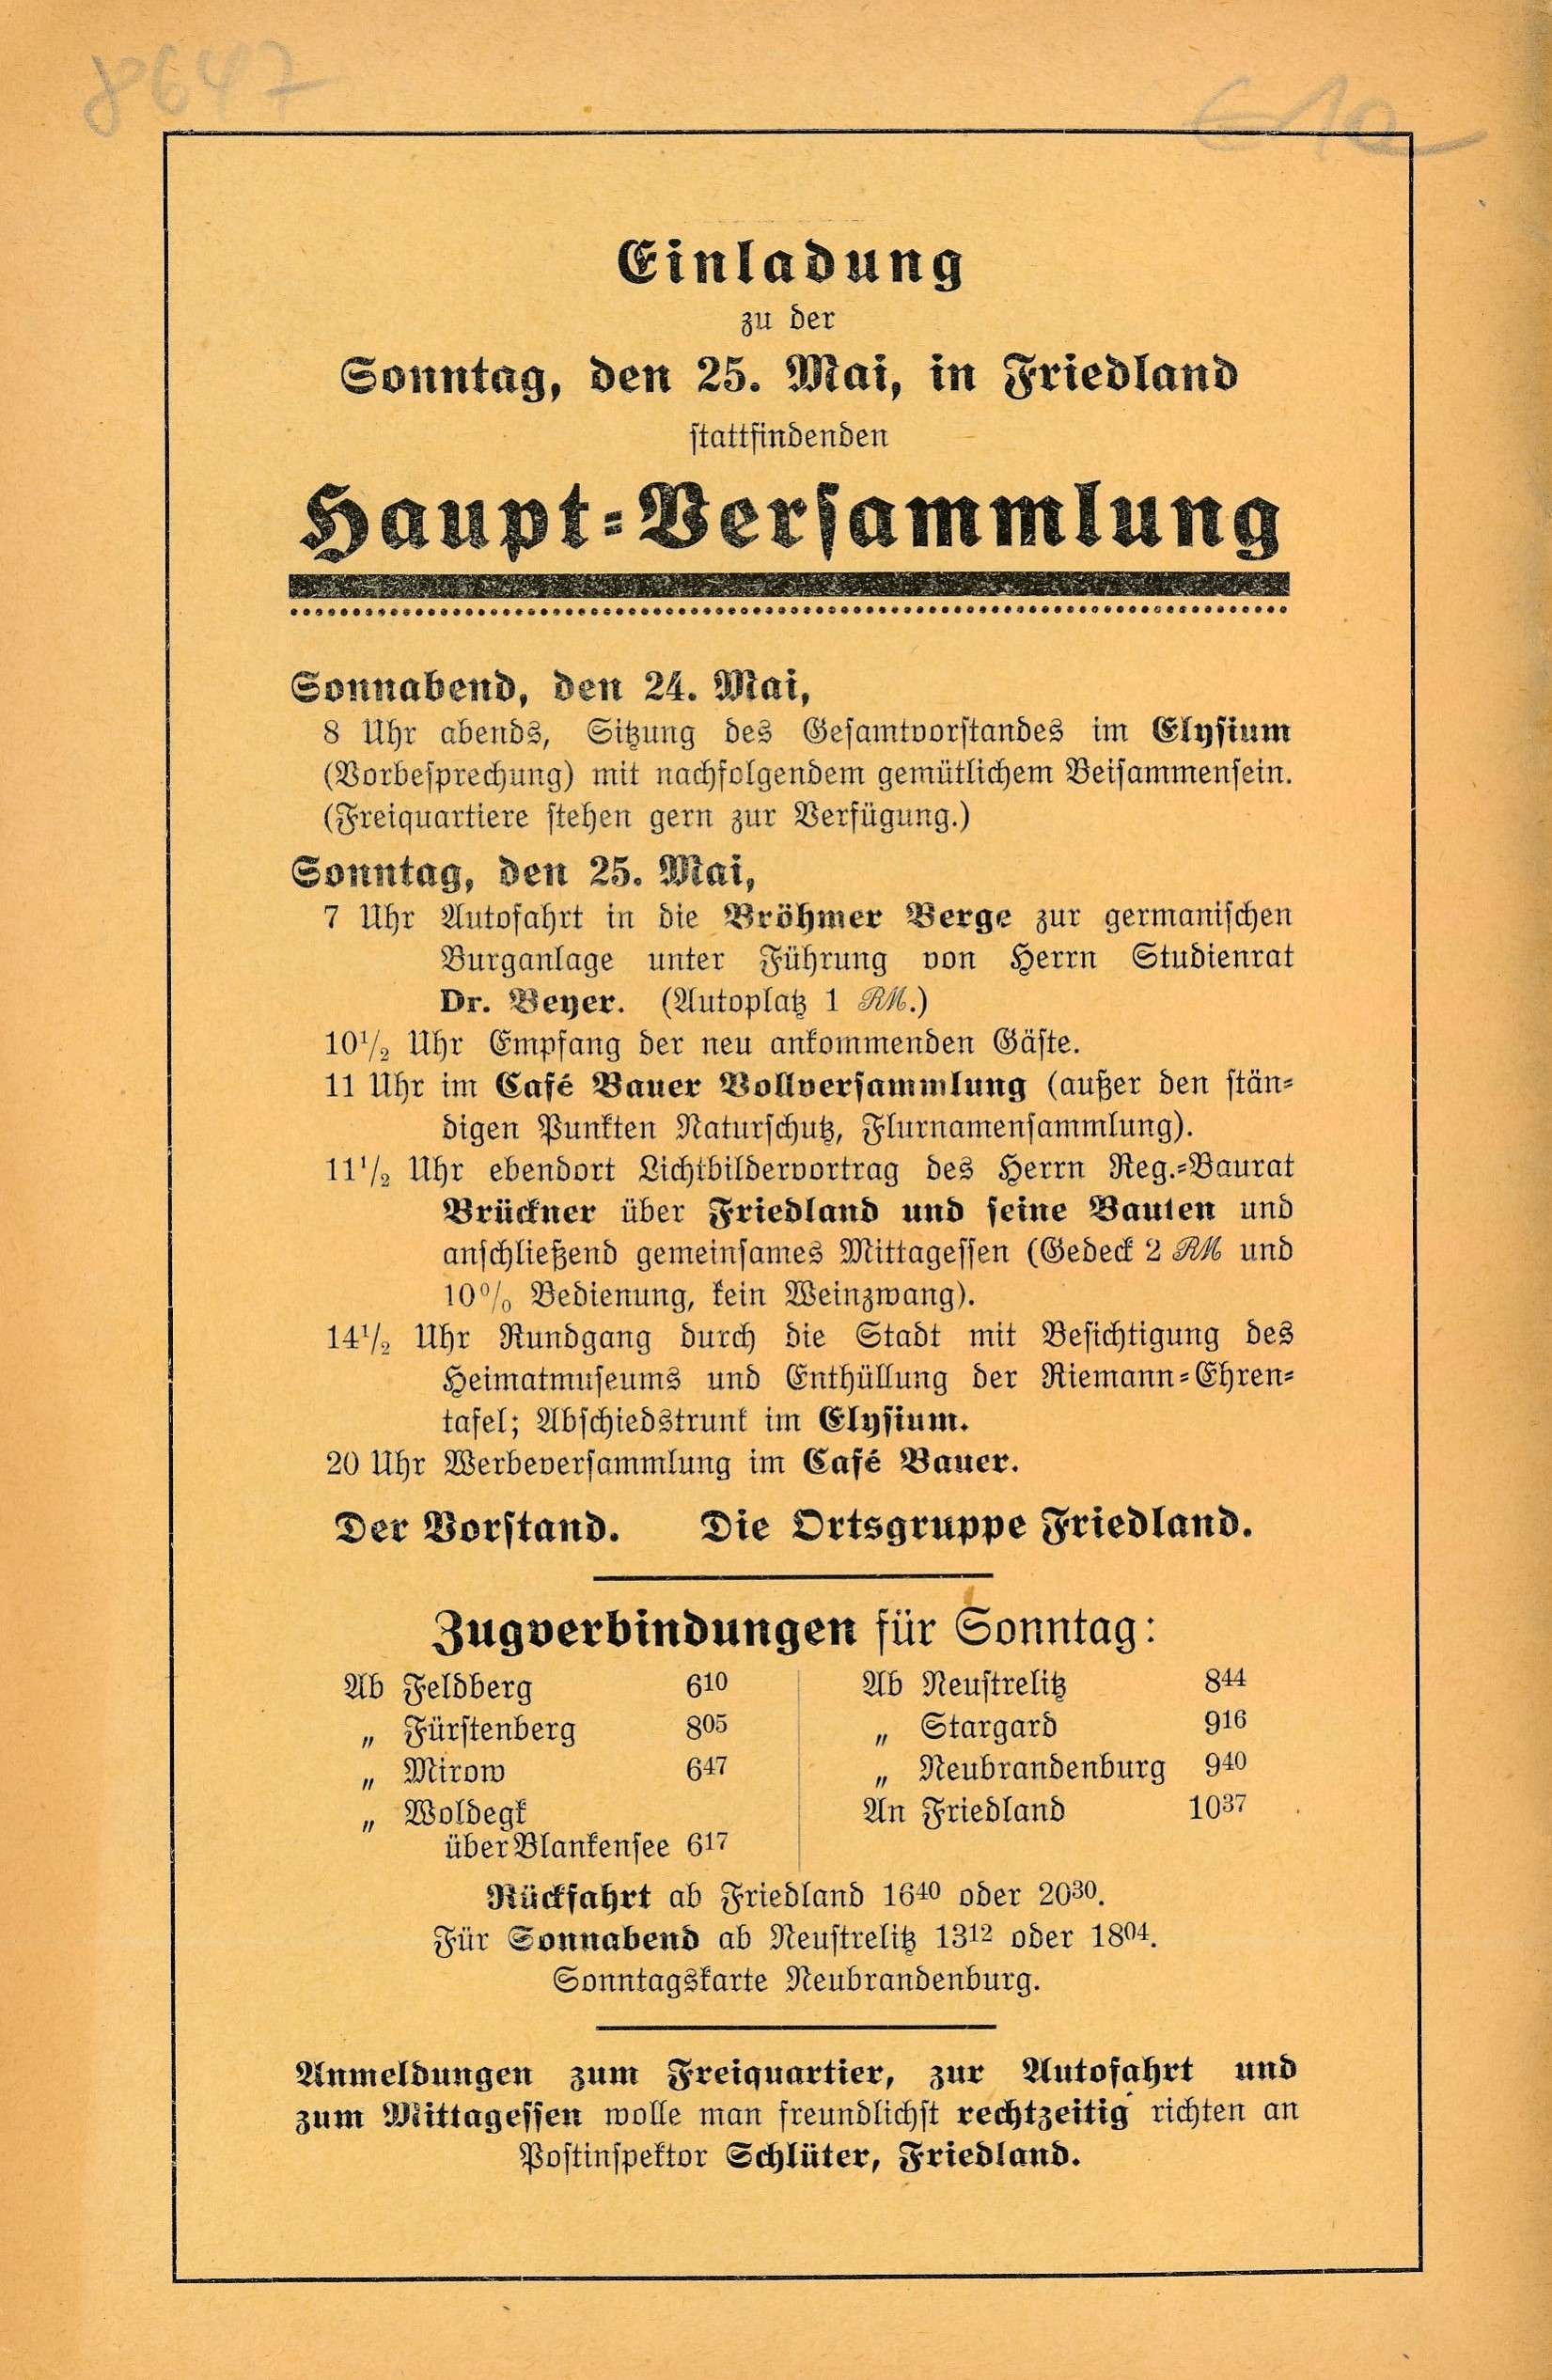 8647
Einladung
zu der
Sonntag, den 25. Mai, in Friedland
stattfindenden
Haupt-Versammlung
Sonnabend, den 24. Mai,
8 Uhr abends, Sitzung des Gesamtvorstandes im Elysium
(Vorbesprechung) mit nachfolgendem gemütlichem Beisammensein.
(Freiquartiere stehen gern zur Verfügung.)
Sonntag, den 25. Mai,
7 Uhr Autofahrt in die Bröhmer Berge zur germanischen
Burganlage unter Führung von Herrn Studienrat
Dr. Beyer. (Autoplatz 1 RM.)
10½ Uhr Empfang der neu ankommenden Gäste.
11 Uhr im Café Bauer Vollversammlung (außer den stän-
digen Punkten Naturschutz, Flurnamensammlung).
11½ Uhr ebendort Lichtbildervortrag des Herrn Reg.-Baurat
Brückner über Friedland und seine Bauten und
anschließend gemeinsames Mittagessen (Gedeck 2 RM und
10% Bedienung, kein Weinzwang).
14½ Uhr Rundgang durch die Stadt mit Besichtigung des
Heimatmuseums und Enthüllung der Riemann-Ehren-
tafel; Abschiedstrunk im Elysium.
20 Uhr Werbeversammlung im Café Bauer.
Der Vorstand. Die Ortsgruppe Friedland.
Zugverbindungen für Sonntag:
Ab Feldberg 6¹⁰
„ Fürstenberg 8⁰⁵
„ Mirow 6⁴⁷
„ Woldegk
über Blankensee 6¹⁷
Ab Neustrelitz 8⁴⁴
„ Stargard 9¹⁶
„ Neubrandenburg 9⁴⁰
An Friedland 10³⁷
Rückfahrt ab Friedland 16⁴⁰ oder 20³⁰.
Für Sonnabend ab Neustrelitz 13¹² oder 18⁰⁴.
Sonntagskarte Neubrandenburg.
Anmeldungen zum Freiquartier, zur Autofahrt und
zum Mittagessen wolle man freundlichst rechtzeitig richten an
Postinspektor Schlüter, Friedland.